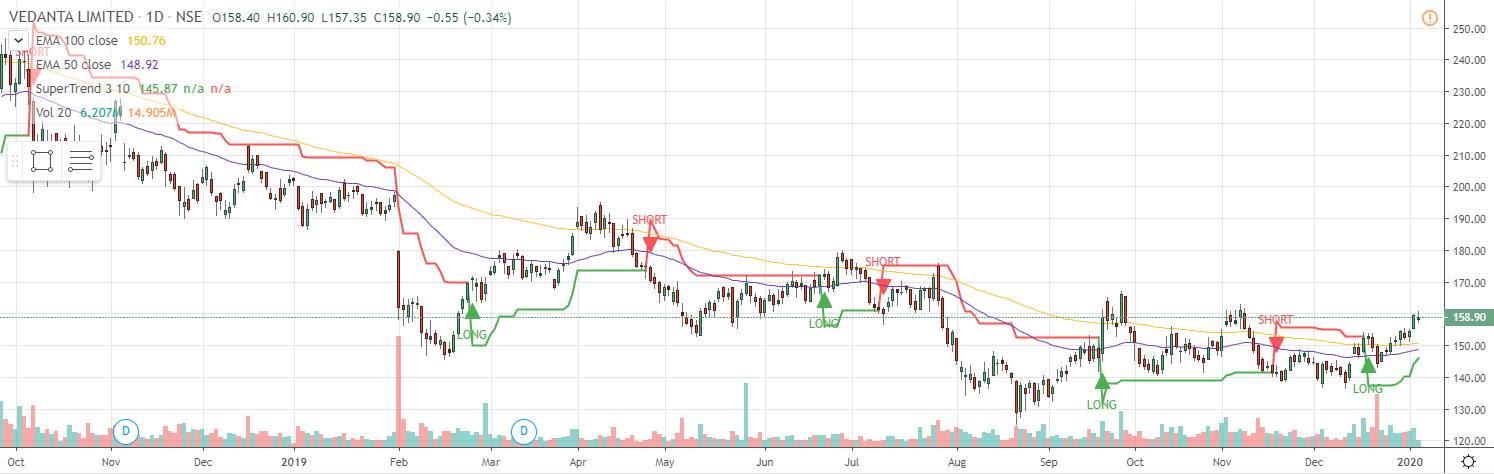 VEDANTA LIMITED · 1D · NSE O158.40 H160.90 L157.35 C158.90 −0.55 (−0.34%)
EMA 100 close 150.76
SHORT
EMA 50 close 148.92
SuperTrend 3 10 145.87 n/a n/a
Vol 20 6.207M 14.905M
250.00
240.00
230.00
220.00
210.00
200.00
190.00
180.00
170.00
158.90
150.00
140.00
130.00
120.00
SHORT
SHORT
SHORT
LONG
LONG
LONG
LONG
D
D
Oct Nov Dec 2019 Feb Mar Apr May Jun Jul Aug Sep Oct Nov Dec 2020